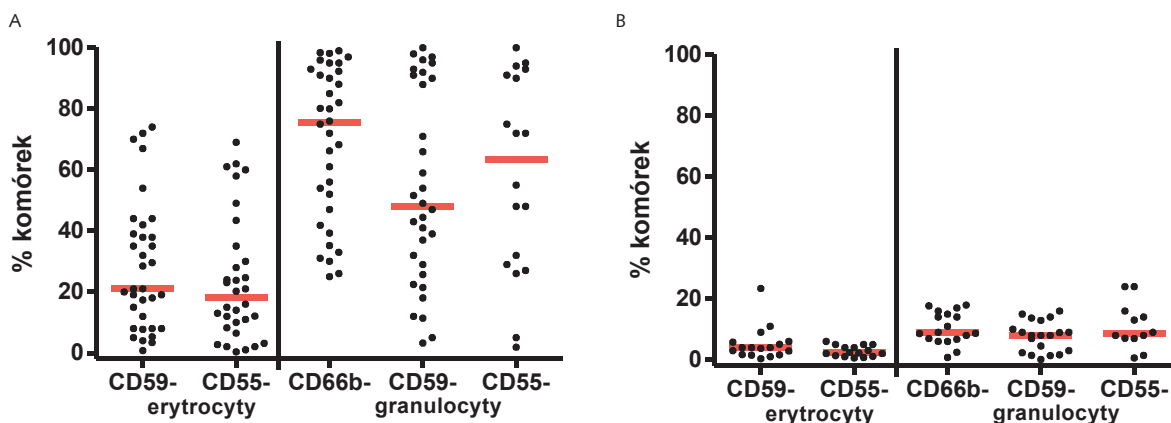 A
% komórek
100
80
60
40
20
0
CD59- CD55- CD66b- CD59- CD55-
erytrocyty granulocyty
B
% komórek
100
80
60
40
20
0
CD59- CD55- CD66b- CD59- CD55-
erytrocyty granulocyty